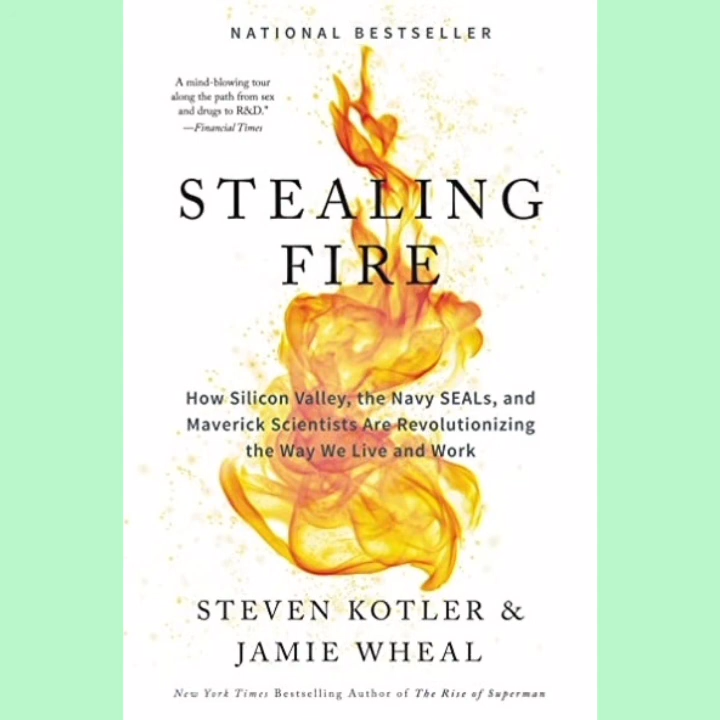 NATIONAL BESTSELLER
A mind-blowing tour
along the path from sex
and drugs to R&D."
—Financial Times
STEALING
FIRE
How Silicon Valley, the Navy SEALs, and
Maverick Scientists Are Revolutionizing
the Way We Live and Work
STEVEN KOTLER &
JAMIE WHEAL
New York Times Bestselling Author of The Rise of Superman